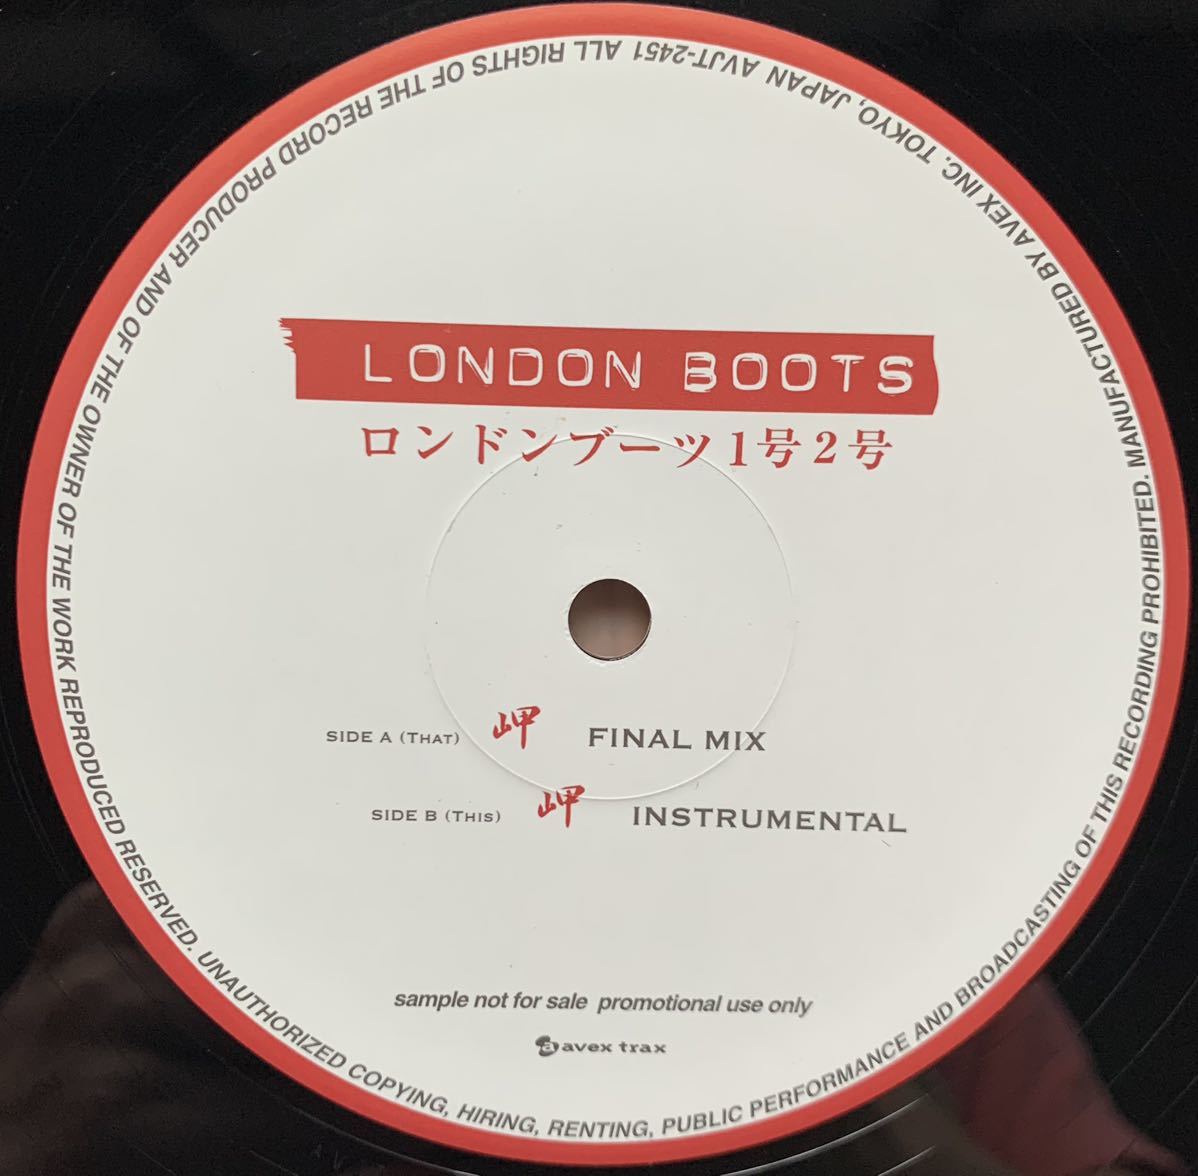 LONDON BOOTS
ロンドンブーツ1号2号
SIDE A (THAT) 岬 FINAL MIX
SIDE B (THIS) 岬 INSTRUMENTAL
sample not for sale promotional use only
avex trax
ALL RIGHTS OF THE RECORD PRODUCER AND OF THE OWNER OF THE WORK REPRODUCED RESERVED. UNAUTHORIZED COPYING, HIRING, RENTING, PUBLIC PERFORMANCE AND BROADCASTING OF THIS RECORDING PROHIBITED. MANUFACTURED BY AVEX INC. TOKYO, JAPAN AVJT-2451